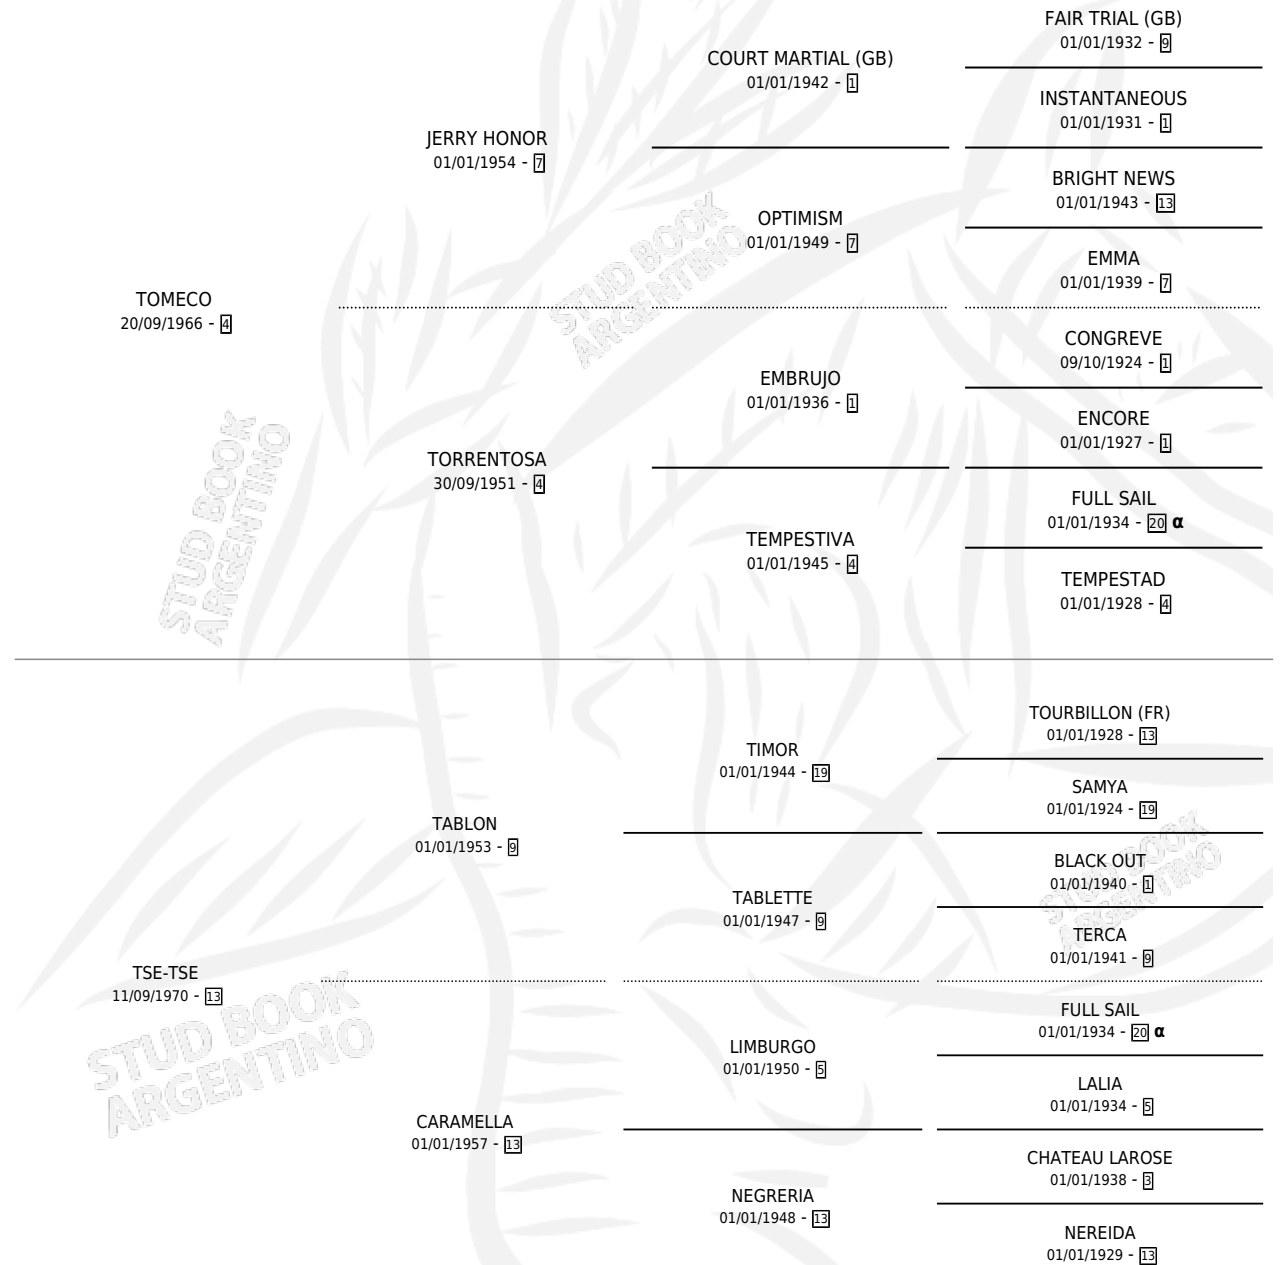 FAIR TRIAL (GB)
01/01/1932 - 9
COURT MARTIAL (GB)
01/01/1942 - 1
INSTANTANEOUS
01/01/1931 - 1
JERRY HONOR
01/01/1954 - 7
BRIGHT NEWS
01/01/1943 - 13
OPTIMISM
01/01/1949 - 7
EMMA
01/01/1939 - 7
TOMECO
20/09/1966 - 4
CONGREVE
09/10/1924 - 1
EMBRUJO
01/01/1936 - 1
ENCORE
01/01/1927 - 1
TORRENTOSA
30/09/1951 - 4
FULL SAIL
01/01/1934 - 20 α
TEMPESTIVA
01/01/1945 - 4
TEMPESTAD
01/01/1928 - 4
TOURBILLON (FR)
01/01/1928 - 13
TIMOR
01/01/1944 - 19
SAMYA
01/01/1924 - 19
TABLON
01/01/1953 - 9
BLACK OUT
01/01/1940 - 1
TABLETTE
01/01/1947 - 9
TERCA
01/01/1941 - 9
TSE-TSE
11/09/1970 - 13
FULL SAIL
01/01/1934 - 20 α
LIMBURGO
01/01/1950 - 5
LALIA
01/01/1934 - 5
CARAMELLA
01/01/1957 - 13
CHATEAU LAROSE
01/01/1938 - 3
NEGRERIA
01/01/1948 - 13
NEREIDA
01/01/1929 - 13
STUD BOOK
ARGENTINO
STUD BOOK
ARGENTINO
STUD BOOK
ARGENTINO
STUD BOOK
ARGENTINO